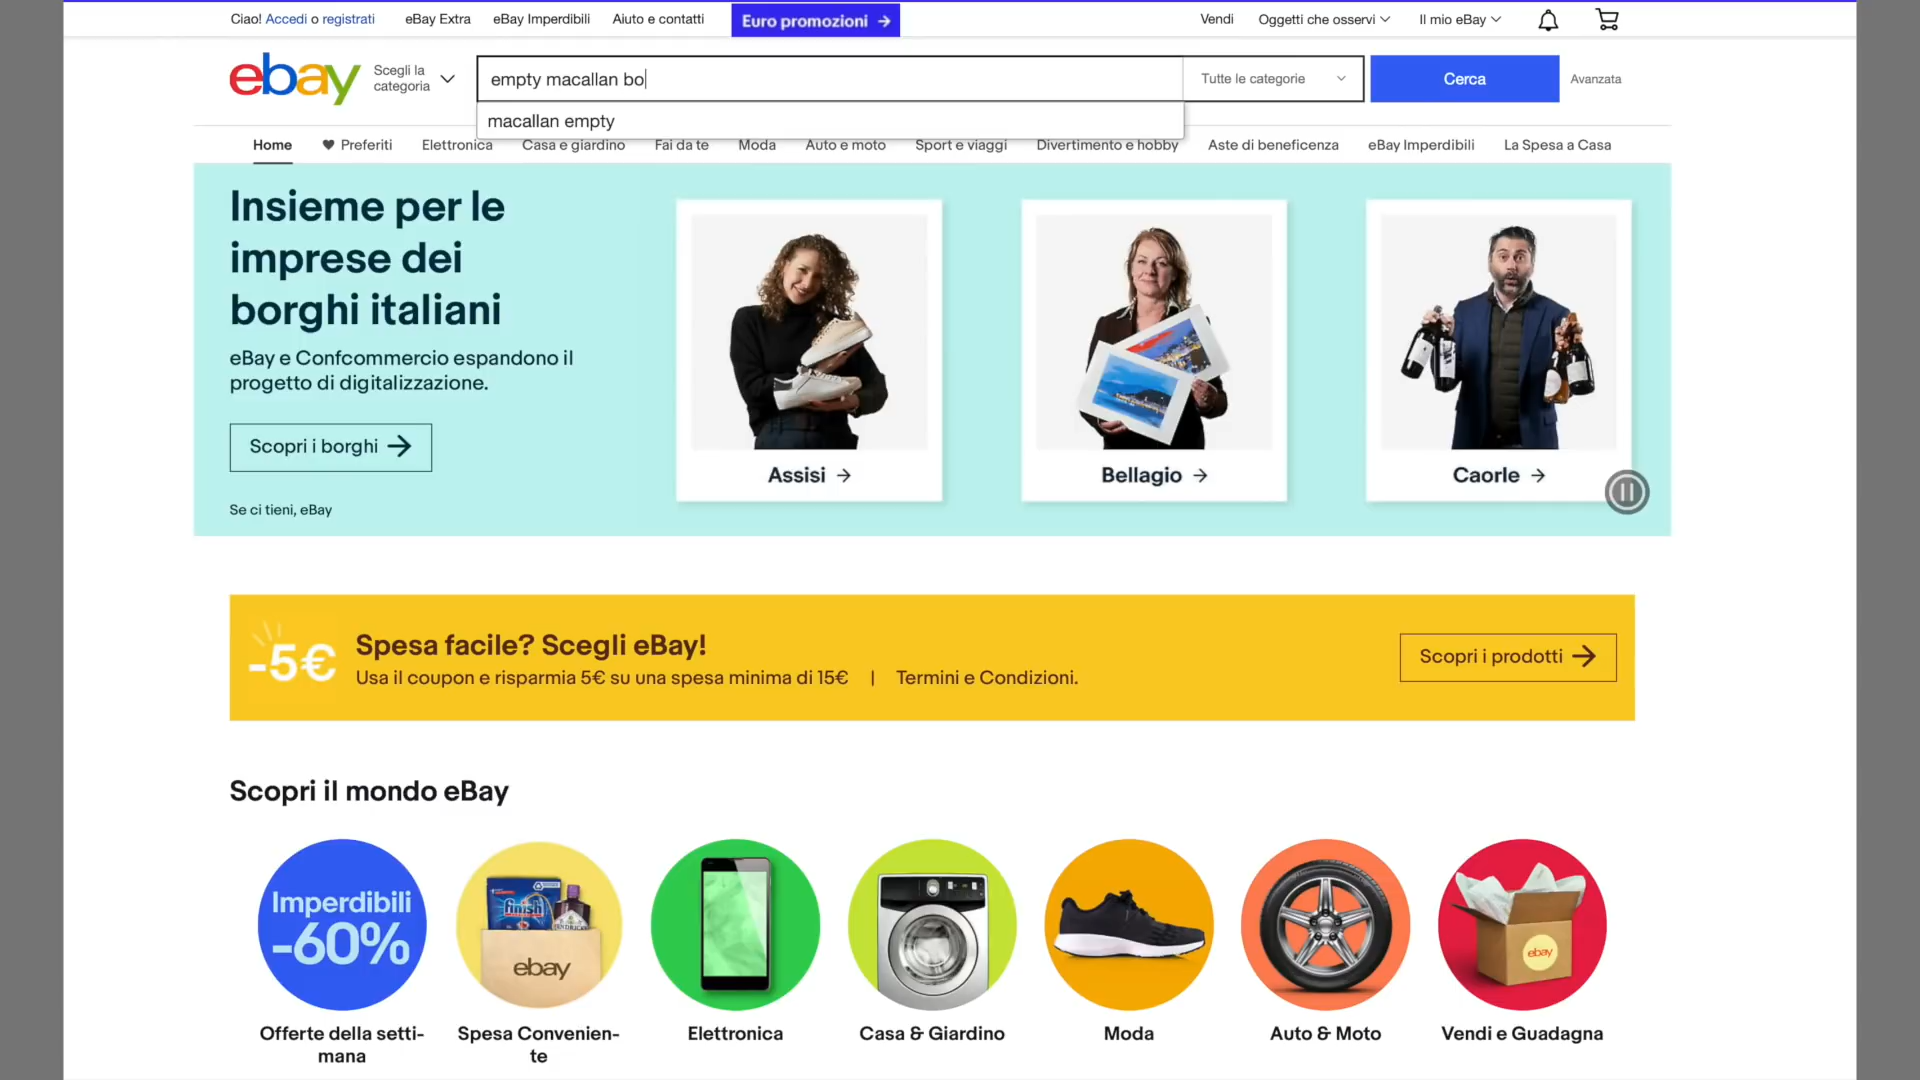 Ciao! Accedi o registrati eBay Extra eBay Imperdibili Aiuto e contatti Euro promozioni Vendi Oggetti che osservi Il mio eBay
ebay Scegli la categoria empty macallan bo Tutte le categorie Cerca Avanzata
macallan empty
Home Preferiti Elettronica Casa e giardino Fai da te Moda Auto e moto Sport e viaggi Divertimento e hobby Aste di beneficenza eBay Imperdibili La Spesa a Casa
Insieme per le
imprese dei
borghi italiani
eBay e Confcommercio espandono il
progetto di digitalizzazione.
Scopri i borghi
Se ci tieni, eBay
Assisi Bellagio Caorle
-5€ Spesa facile? Scegli eBay!
Usa il coupon e risparmia 5€ su una spesa minima di 15€ | Termini e Condizioni.
Scopri i prodotti
Scopri il mondo eBay
Imperdibili
-60%
finish
ebay
ebay
Offerte della setti-
mana
Spesa Convenien-
te
Elettronica
Casa & Giardino
Moda
Auto & Moto
Vendi e Guadagna